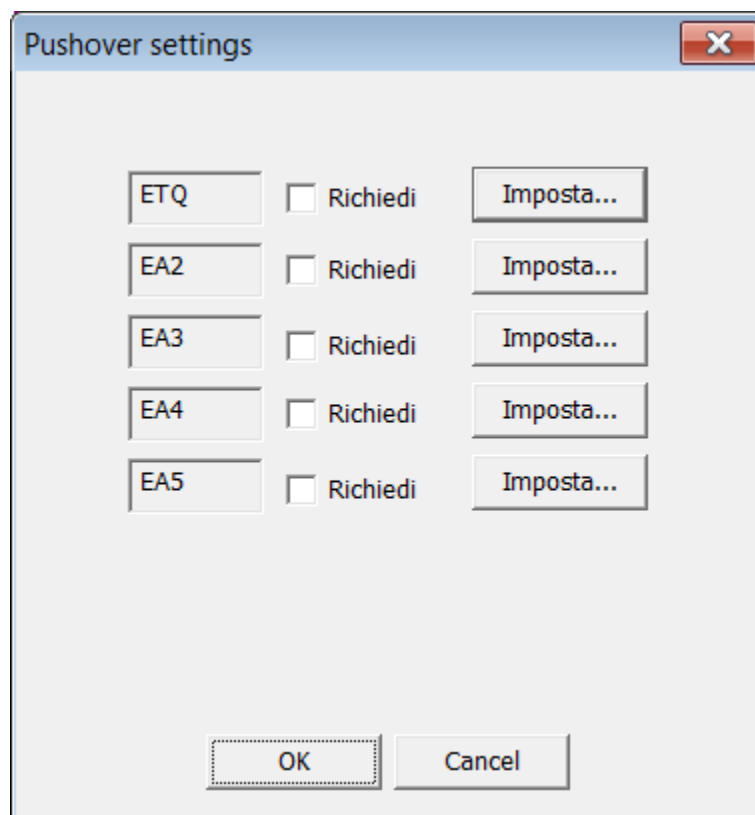 Pushover settings
ETQ Richiedi Imposta...
EA2 Richiedi Imposta...
EA3 Richiedi Imposta...
EA4 Richiedi Imposta...
EA5 Richiedi Imposta...
OK Cancel